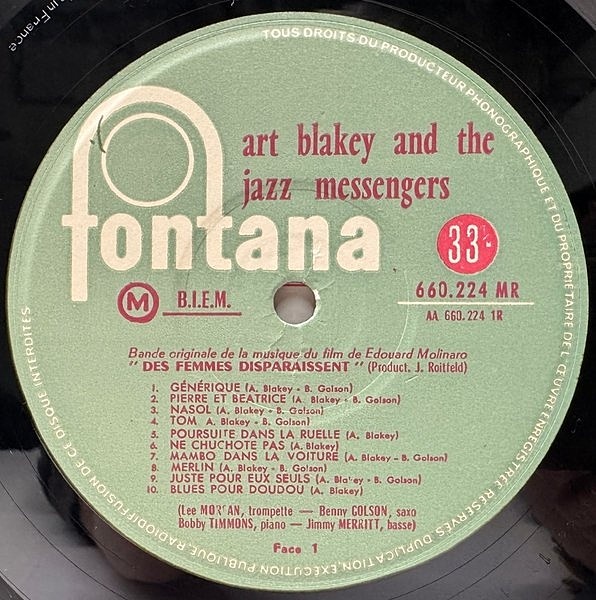 in France
TOUS DROITS DU PRODUCTEUR PHONOGRAPHIQUE ET DU PROPRIÉTAIRE DE L'ŒUVRE ENREGISTRÉE RÉSERVÉS. DUPLICATION, EXÉCUTION PUBLIQUE, RADIODIFFUSION DE CE DISQUE INTERDITES
art blakey and the
jazz messengers
fontana
33
M B.I.E.M.
660.224 MR
AA 660.224 1R
Bande originale de la musique du film de Edouard Molinaro
" DES FEMMES DISPARAISSENT " (Product. J. Roitfeld)
1. GÉNÉRIQUE (A. Blakey - B. Golson)
2. PIERRE ET BEATRICE (A. Blakey - B. Golson)
3. NASOL (A. Blakey - B. Golson)
4. TOM A. Blakey - B. Golson)
5. POURSUITE DANS LA RUELLE (A. Blakey)
6. NE CHUCHOTE PAS (A. Blakey)
7. MAMBO DANS LA VOITURE (A. Blakey - B. Golson)
8. MERLIN (A. Blakey - B. Golson)
9. JUSTE POUR EUX SEULS (A. Blakey - B. Golson)
10. BLUES POUR DOUDOU (A. Blakey)
(Lee MORGAN, trompette — Benny GOLSON, saxo
Bobby TIMMONS, piano — Jimmy MERRITT, basse)
Face 1